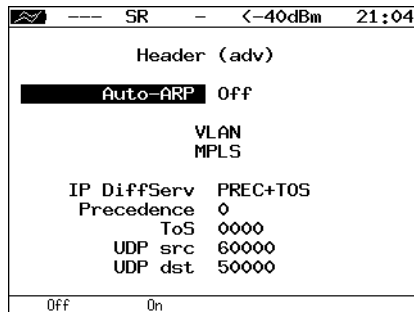 --- SR - <-40dBm 21:04
Header (adv)
Auto-ARP Off
VLAN
MPLS
IP DiffServ PREC+TOS
Precedence 0
ToS 0000
UDP src 60000
UDP dst 50000
Off On